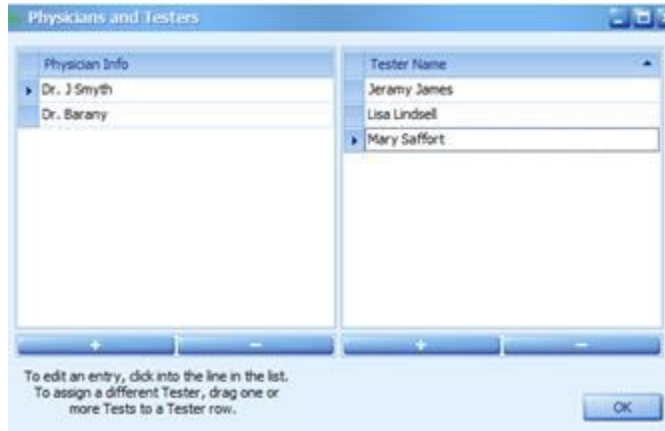 Physicians and Testers
Physician Info
Dr. J Smyth
Dr. Barany
Tester Name
Jeramy James
Lisa Lindsell
Mary Saffort
+ −
+ −
To edit an entry, click into the line in the list.
To assign a different Tester, drag one or
more Tests to a Tester row.
OK